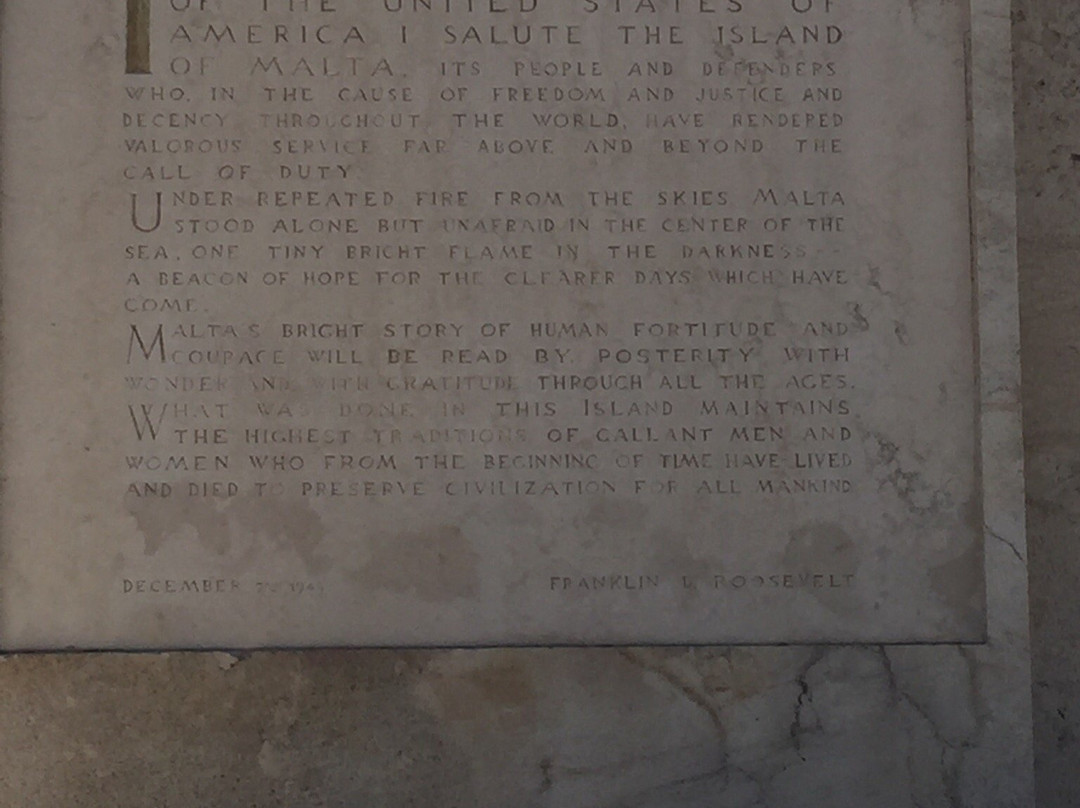 OF THE UNITED STATES OF
AMERICA I SALUTE THE ISLAND
OF MALTA, ITS PEOPLE AND DEFENDERS
WHO, IN THE CAUSE OF FREEDOM AND JUSTICE AND
DECENCY THROUGHOUT THE WORLD, HAVE RENDERED
VALOROUS SERVICE FAR ABOVE AND BEYOND THE
CALL OF DUTY
UNDER REPEATED FIRE FROM THE SKIES MALTA
STOOD ALONE BUT UNAFRAID IN THE CENTER OF THE
SEA, ONE TINY BRIGHT FLAME IN THE DARKNESS--
A BEACON OF HOPE FOR THE CLEARER DAYS WHICH HAVE
COME.
MALTA'S BRIGHT STORY OF HUMAN FORTITUDE AND
COURAGE WILL BE READ BY POSTERITY WITH
WONDER AND WITH GRATITUDE THROUGH ALL THE AGES.
WHAT WAS DONE IN THIS ISLAND MAINTAINS
THE HIGHEST TRADITIONS OF GALLANT MEN AND
WOMEN WHO FROM THE BEGINNING OF TIME HAVE LIVED
AND DIED TO PRESERVE CIVILIZATION FOR ALL MANKIND
DECEMBER 1943
FRANKLIN D ROOSEVELT